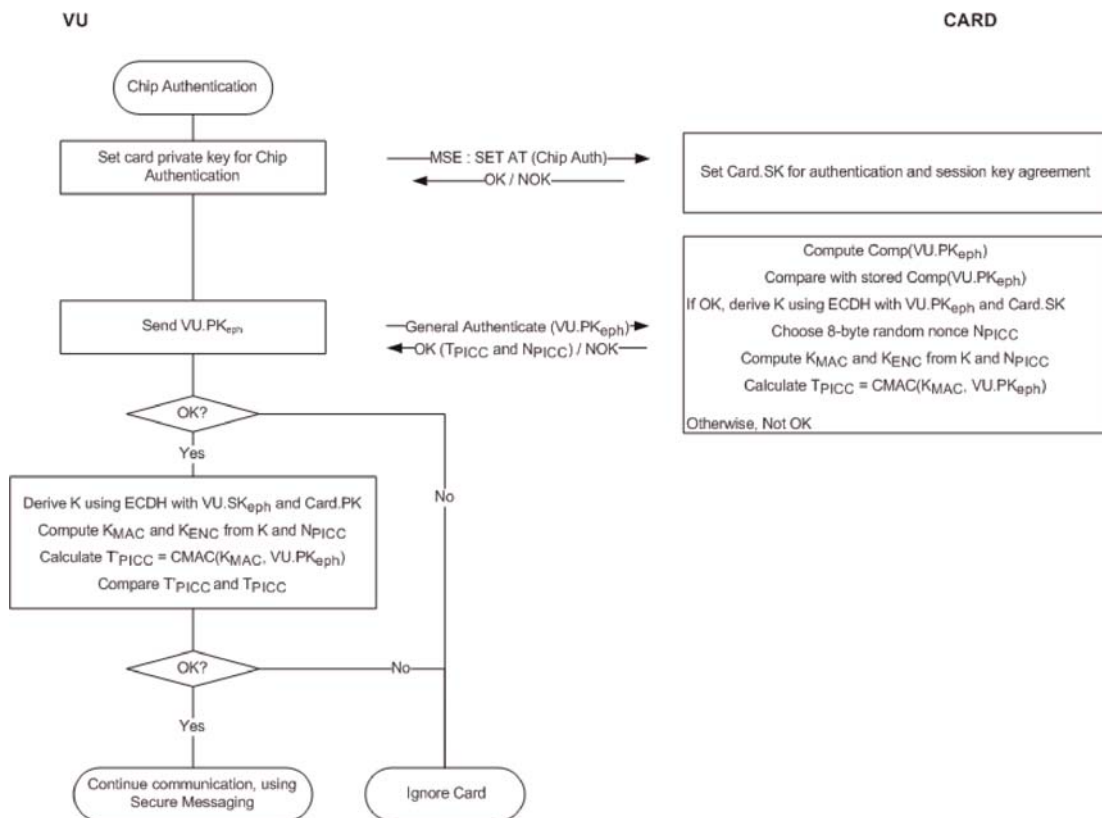 VU
CARD
Chip Authentication
Set card private key for Chip
Authentication
MSE : SET AT (Chip Auth)
OK / NOK
Set Card.SK for authentication and session key agreement
Send VU.PKeph
General Authenticate (VU.PKeph)
OK (TPICC and NPICC) / NOK
Compute Comp(VU.PKeph)
Compare with stored Comp(VU.PKeph)
If OK, derive K using ECDH with VU.PKeph and Card.SK
Choose 8-byte random nonce NPICC
Compute KMAC and KENC from K and NPICC
Calculate TPICC = CMAC(KMAC, VU.PKeph)
Otherwise, Not OK
OK?
Yes
No
Derive K using ECDH with VU.SKeph and Card.PK
Compute KMAC and KENC from K and NPICC
Calculate T'PICC = CMAC(KMAC, VU.PKeph)
Compare T'PICC and TPICC
OK?
No
Yes
Continue communication, using
Secure Messaging
Ignore Card